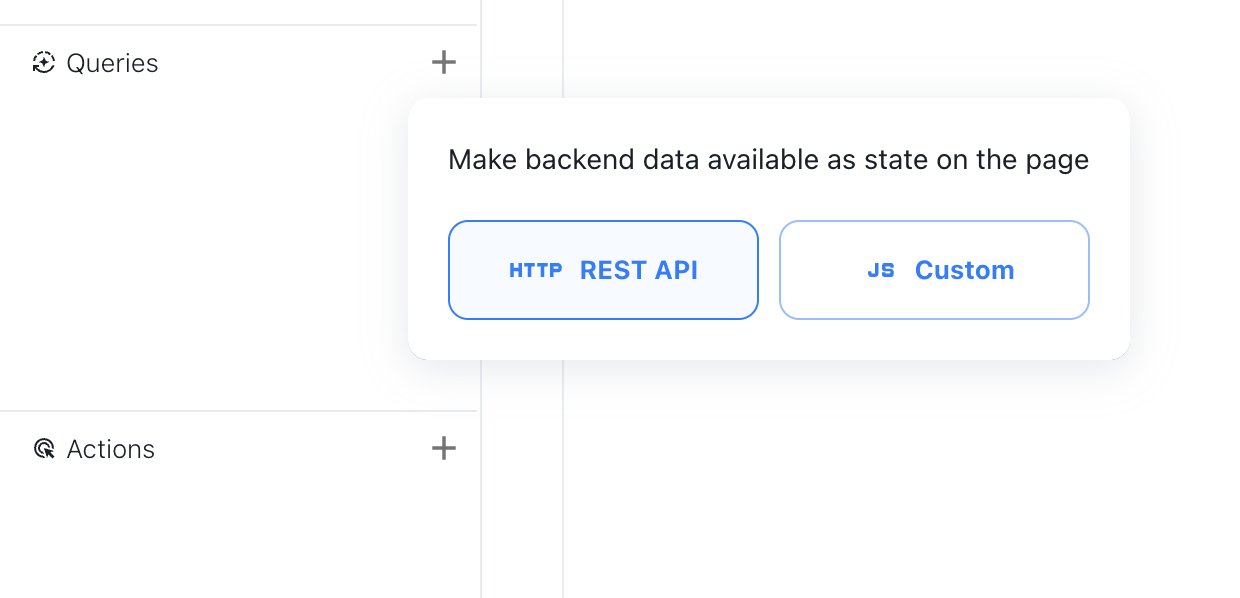 Queries
Make backend data available as state on the page
HTTP REST API
JS Custom
Actions